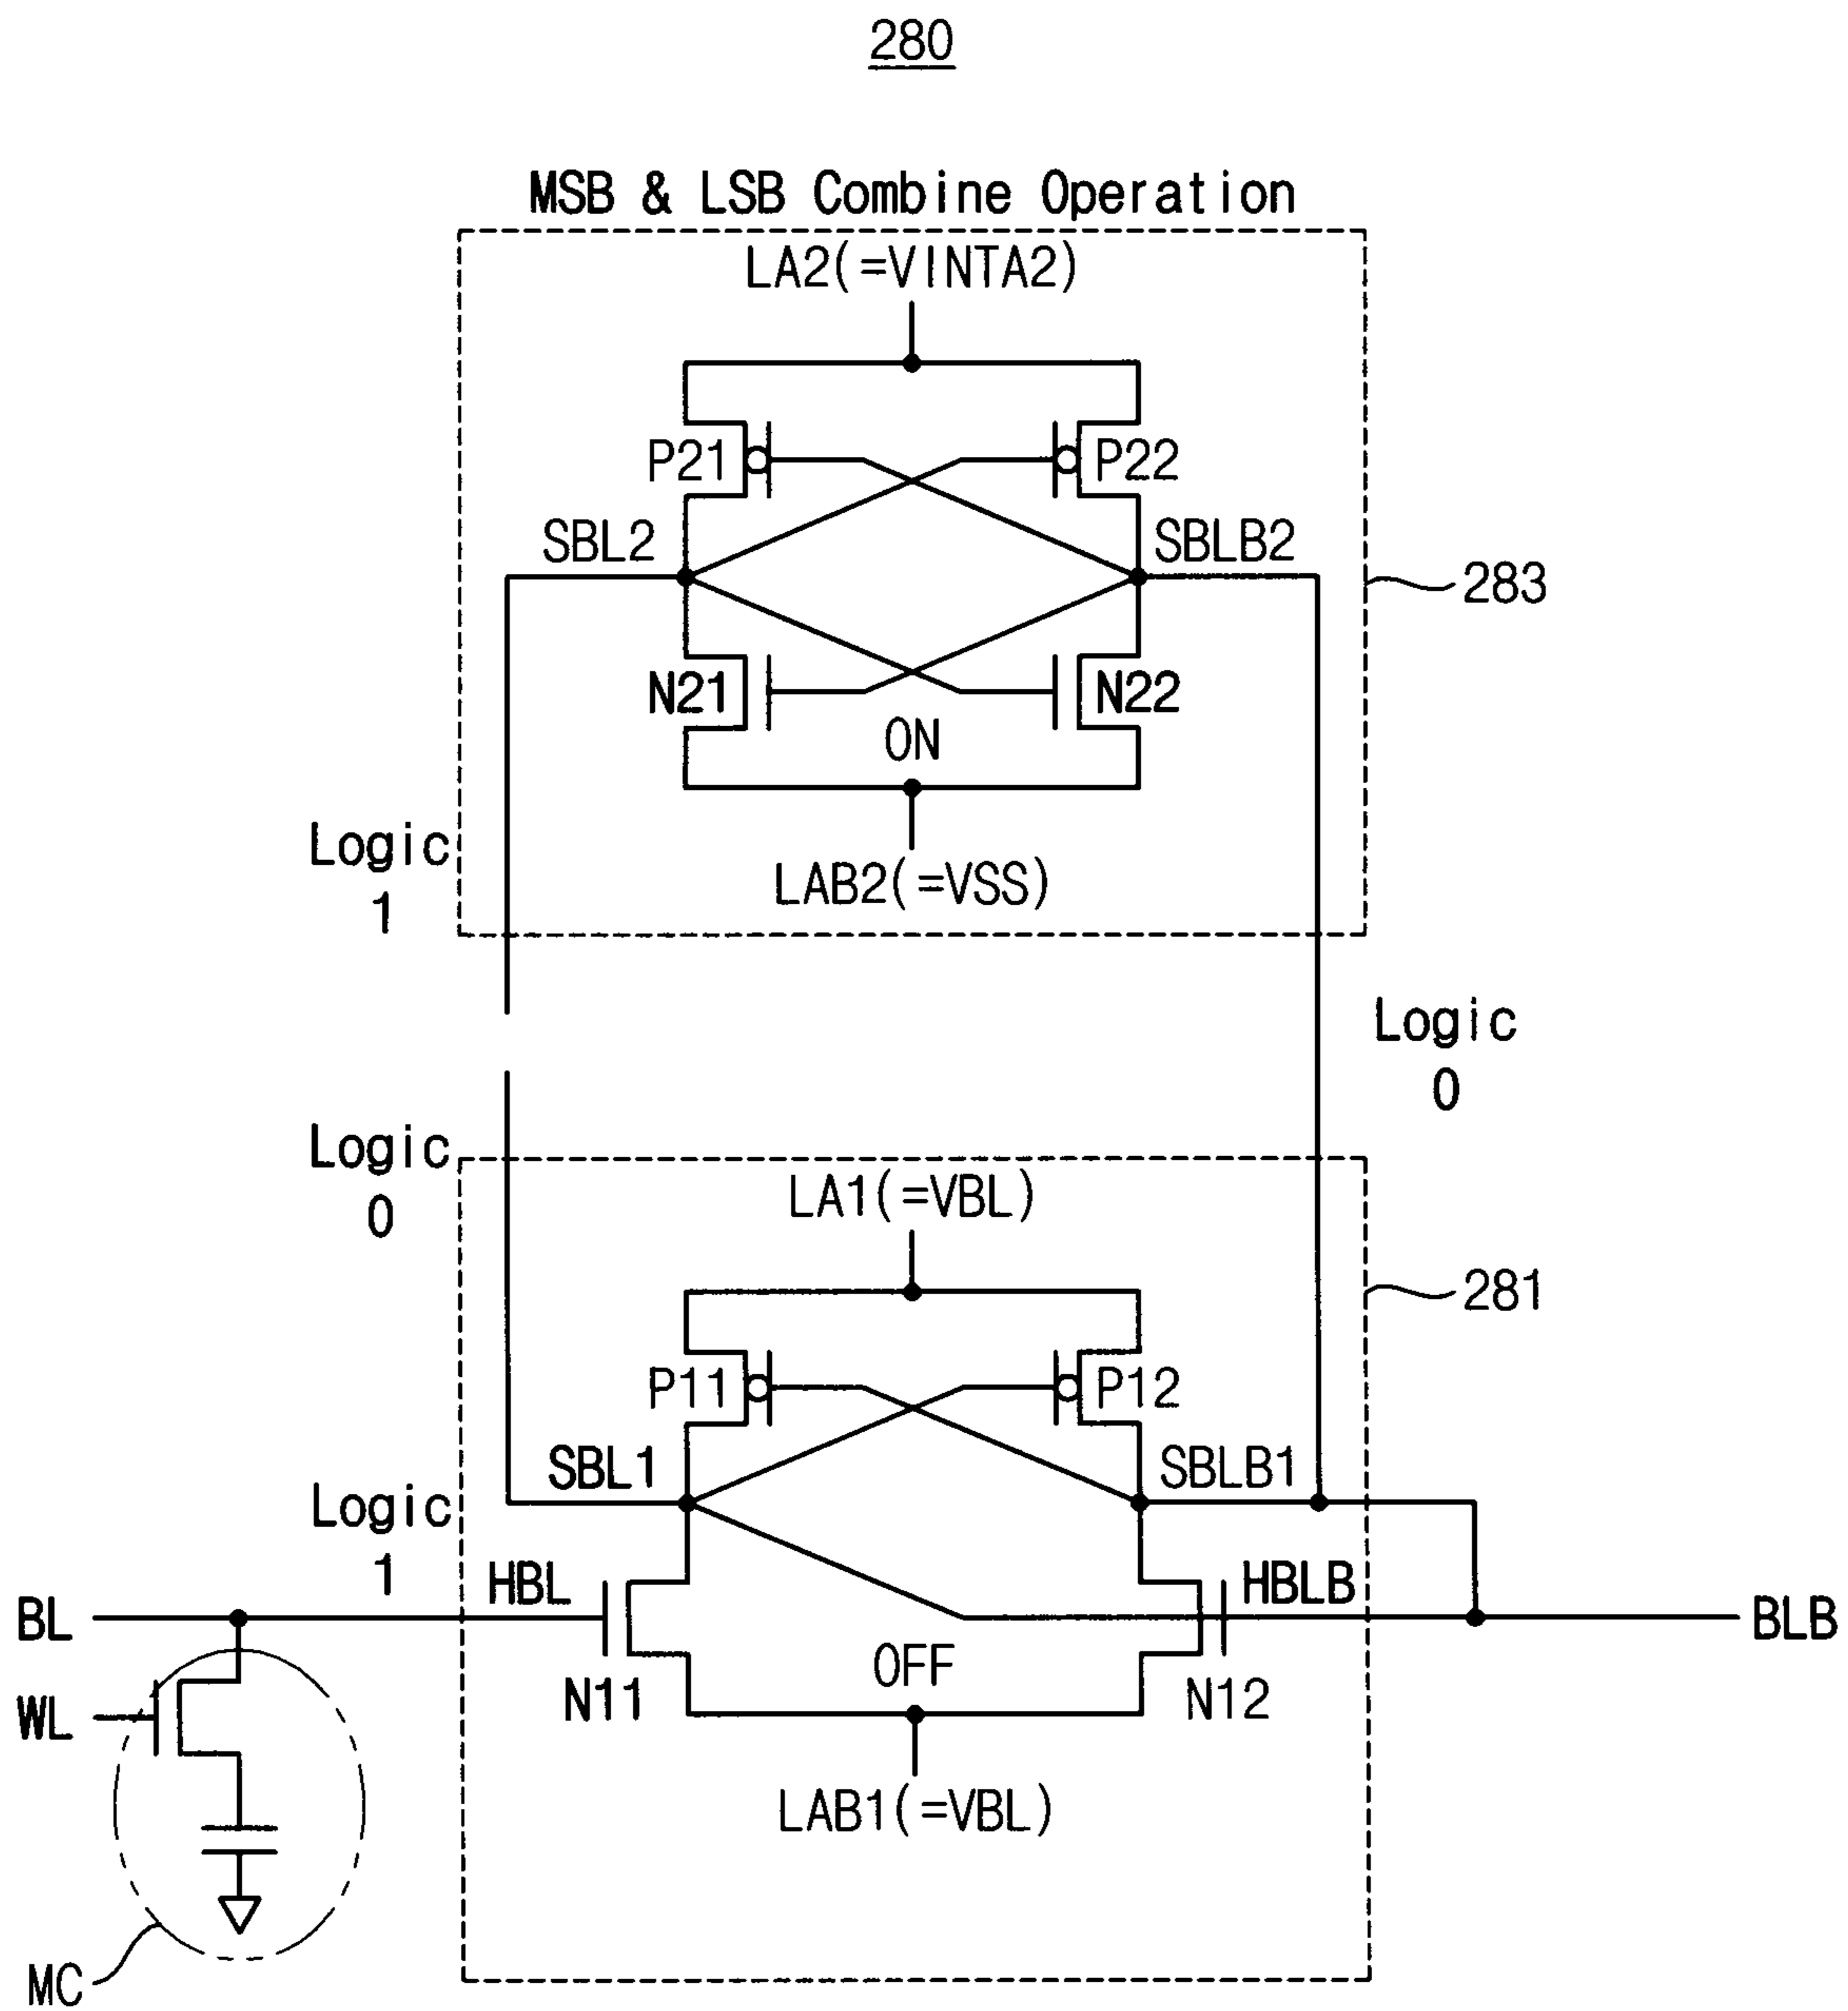 280
MSB & LSB Combine Operation
LA2(=VINTA2)
P21
P22
SBL2
SBLB2
283
N21
N22
ON
Logic
1
LAB2(=VSS)
Logic
0
Logic
0
LA1(=VBL)
281
P11
P12
SBL1
SBLB1
Logic
1
HBL
HBLB
BL
BLB
OFF
N11
N12
WL
LAB1(=VBL)
MC